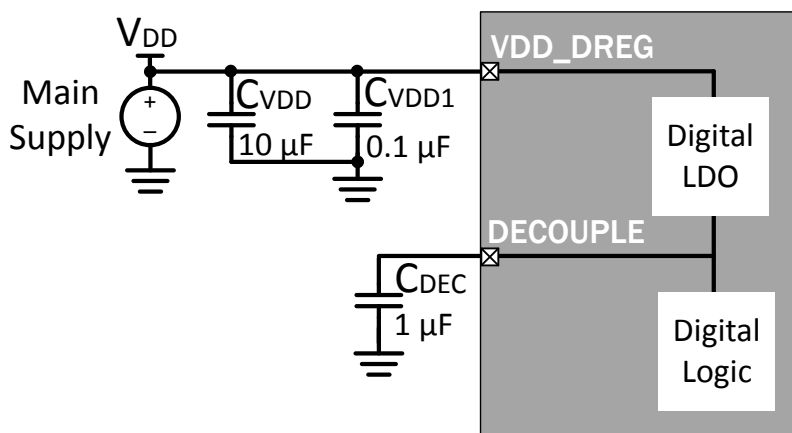 VDD
VDD_DREG
Main
Supply
+
–
CVDD
10 µF
CVDD1
0.1 µF
Digital
LDO
DECOUPLE
CDEC
1 µF
Digital
Logic